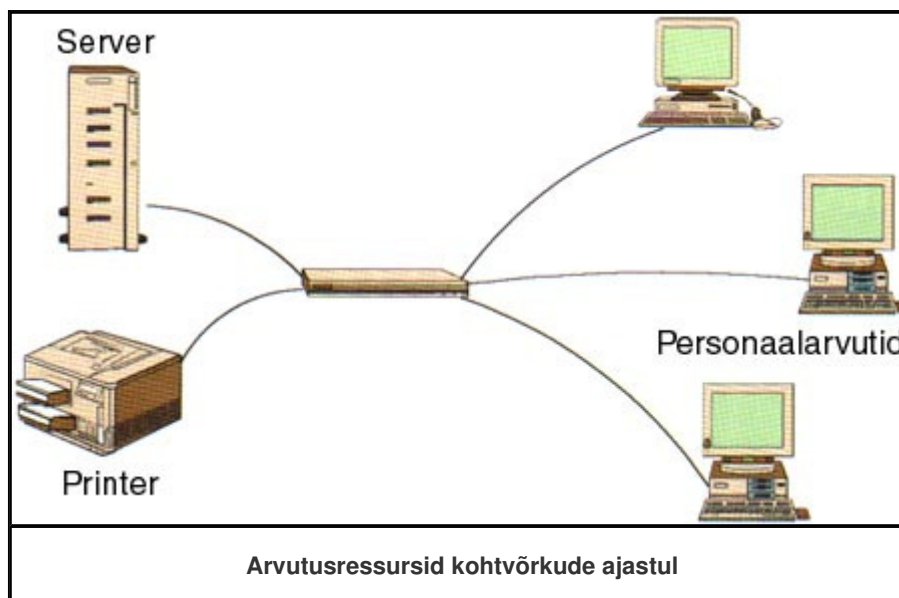 Server
Personaalarvutid
Printer
Arvutusressursid kohtvõrkude ajastul